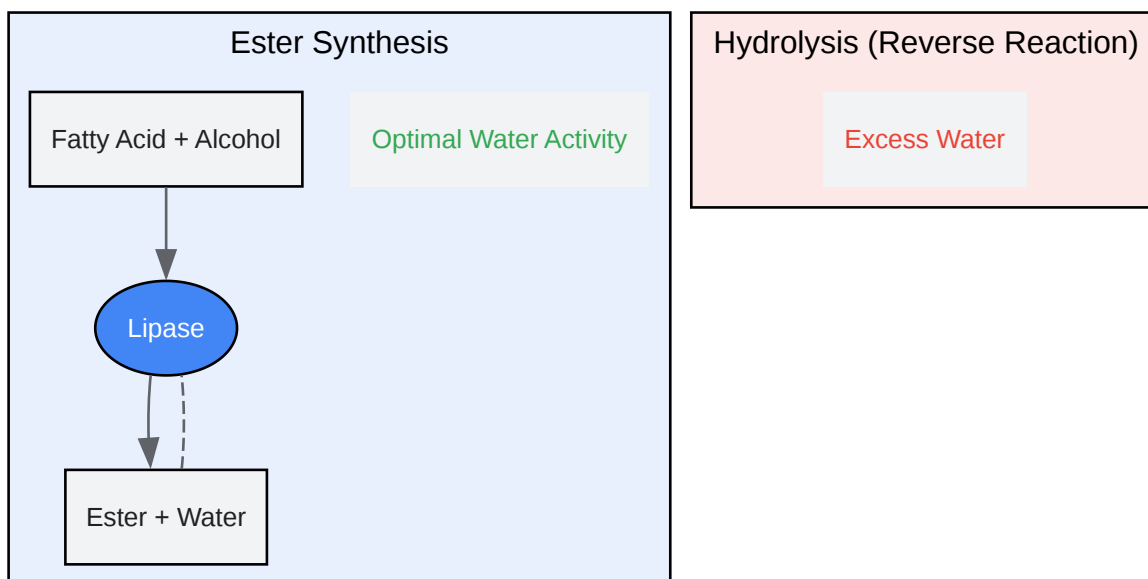 Ester Synthesis
Hydrolysis (Reverse Reaction)
Fatty Acid + Alcohol
Optimal Water Activity
Excess Water
Lipase
Ester + Water